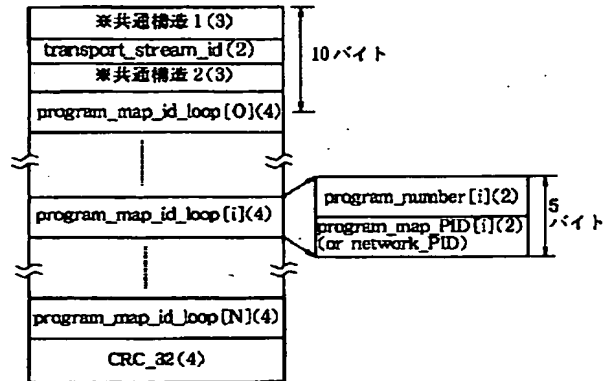 ※共通構造1(3)
transport_stream_id(2)
※共通構造2(3)
program_map_id_loop[0](4)
10バイト
program_map_id_loop[i](4)
program_number[i](2)
program_map_PID[i](2)
(or network_PID)
5
バイト
program_map_id_loop[N](4)
CRC_32(4)